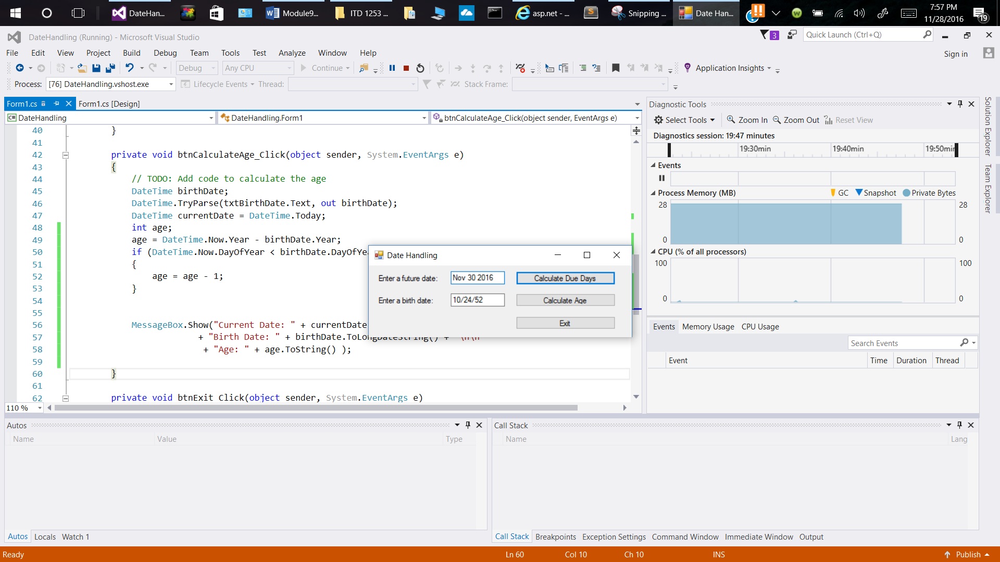 DateHan...
Module9...
ITD 1253 ...
asp.net - ...
Snipping ...
Date Han...
7:57 PM
11/28/2016
19
DateHandling (Running) - Microsoft Visual Studio
3
Quick Launch (Ctrl+Q)
File Edit View Project Build Debug Team Tools Test Analyze Window Help
Sign in
Debug Any CPU Continue Application Insights
Process: [76] DateHandling.vshost.exe Lifecycle Events Thread: Stack Frame:
Form1.cs Form1.cs [Design]
DateHandling DateHandling.Form1 btnCalculateAge_Click(object sender, EventArgs e)
40 }
41
42 private void btnCalculateAge_Click(object sender, System.EventArgs e)
43 {
44 // TODO: Add code to calculate the age
45 DateTime birthDate;
46 DateTime.TryParse(txtBirthDate.Text, out birthDate);
47 DateTime currentDate = DateTime.Today;
48 int age;
49 age = DateTime.Now.Year - birthDate.Year;
50 if (DateTime.Now.DayOfYear < birthDate.DayOfYea
51 {
52 age = age - 1;
53 }
54
55
56 MessageBox.Show("Current Date: " + currentDate
57 + "Birth Date: " + birthDate.ToLongDateString() + "\n\n"
58 + "Age: " + age.ToString() );
59
60 }
61
62 private void btnExit_Click(object sender, System.EventArgs e)
110 %
Date Handling
Enter a future date: Nov 30 2016 Calculate Due Days
Enter a birth date: 10/24/52 Calculate Age
Exit
Diagnostic Tools
Select Tools Zoom In Zoom Out Reset View
Diagnostics session: 19:47 minutes
19:30min 19:40min 19:50min
Events
Process Memory (MB) GC Snapshot Private Bytes
28 28
0 0
CPU (% of all processors)
100 100
0 0
Events Memory Usage CPU Usage
Search Events
Event Time Duration Thread
Solution Explorer
Team Explorer
Autos
Name Value Type
Autos Locals Watch 1
Call Stack
Name Lang
Call Stack Breakpoints Exception Settings Command Window Immediate Window Output
Ready Ln 60 Col 10 Ch 10 INS Publish